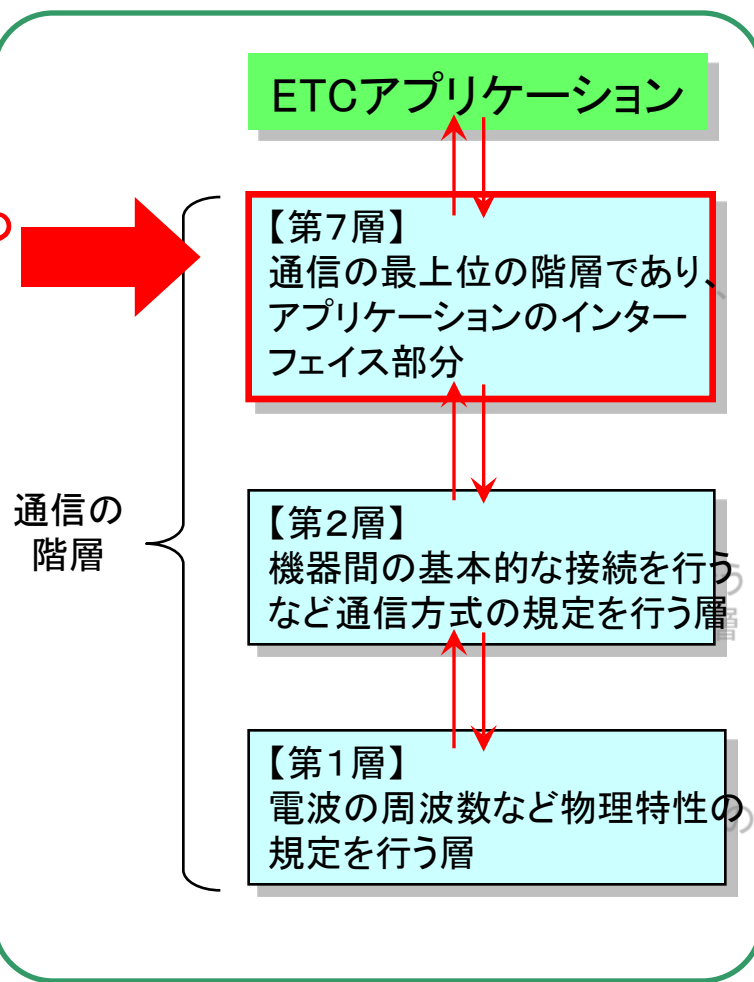 ETCアプリケーション
【第7層】
通信の最上位の階層であり、
アプリケーションのインター
フェイス部分
通信の
階層
【第2層】
機器間の基本的な接続を行う
など通信方式の規定を行う層
【第1層】
電波の周波数など物理特性の
規定を行う層